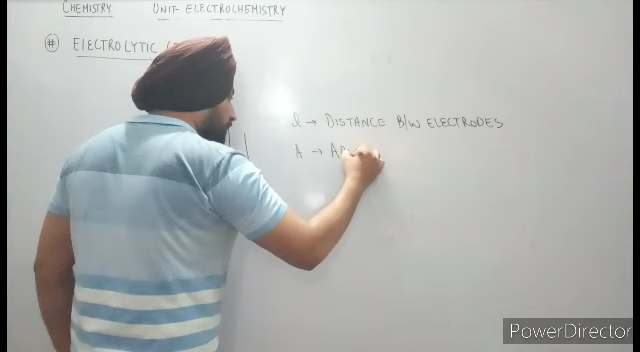 CHEMISTRY UNIT- ELECTROCHEMISTRY
# ELECTROLYTIC
l → DISTANCE B/W ELECTRODES
A → A
PowerDirector